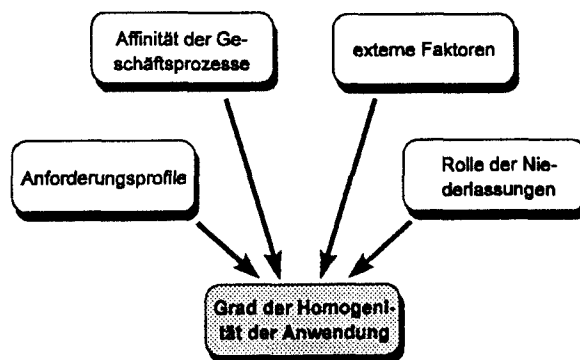 Affinität der Ge-
schäftsprozesse
externe Faktoren
Anforderungsprofile
Rolle der Nie-
derlassungen
Grad der Homogeni-
tät der Anwendung